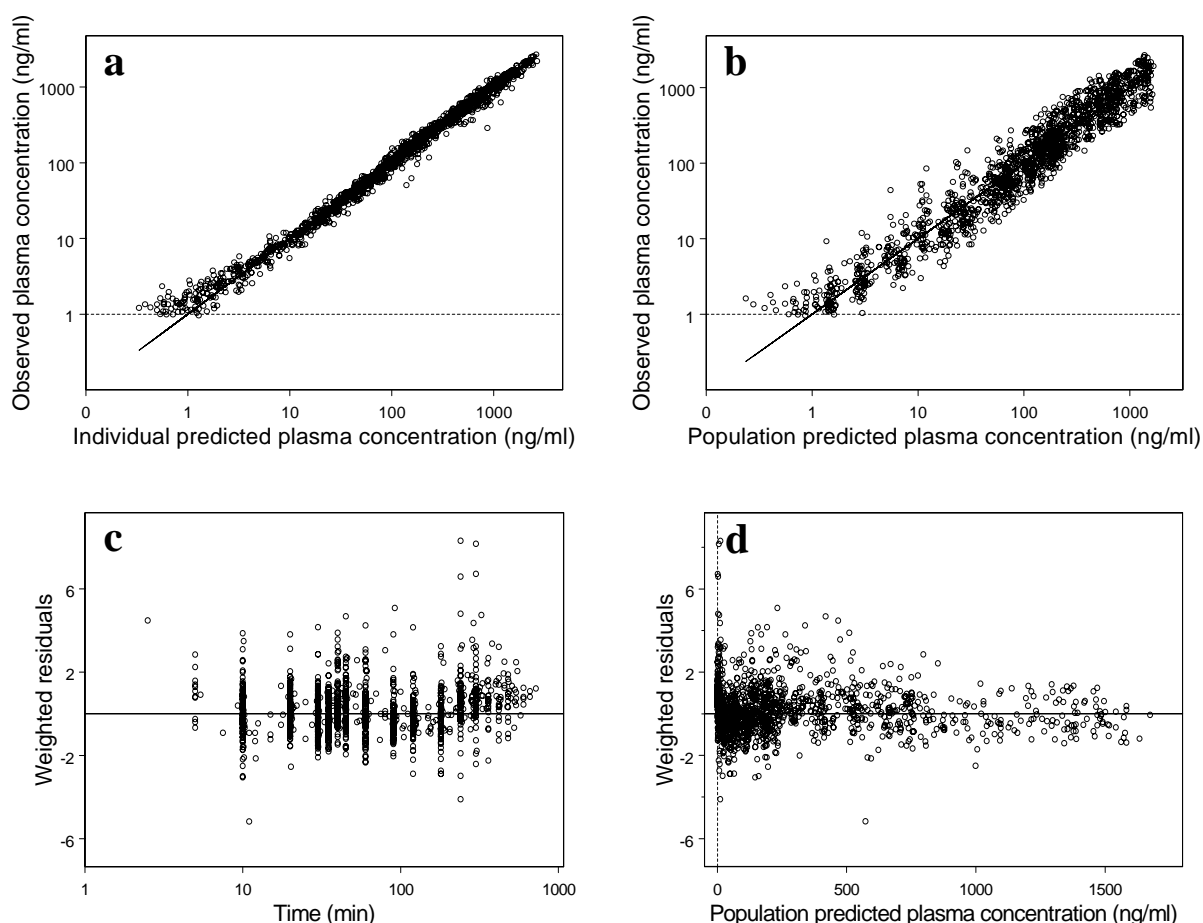 a
Observed plasma concentration (ng/ml)
1000
100
10
1
0
1
10
100
1000
Individual predicted plasma concentration (ng/ml)
b
Observed plasma concentration (ng/ml)
1000
100
10
1
0
1
10
100
1000
Population predicted plasma concentration (ng/ml)
c
Weighted residuals
6
2
-2
-6
1
10
100
1000
Time (min)
d
Weighted residuals
6
2
-2
-6
0
500
1000
1500
Population predicted plasma concentration (ng/ml)